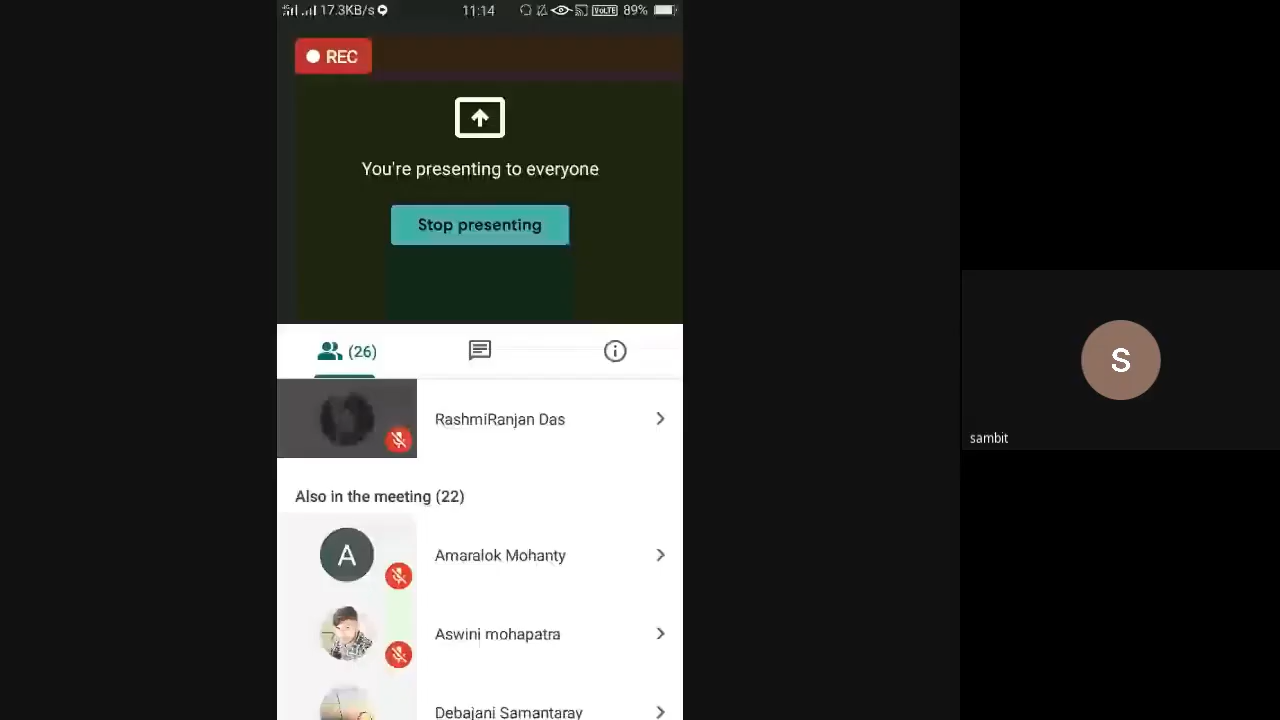 17.3KB/s 11:14 VoLTE 89%
REC
You're presenting to everyone
Stop presenting
(26)
RashmiRanjan Das
Also in the meeting (22)
A Amaralok Mohanty
Aswini mohapatra
Debajani Samantaray
S
sambit